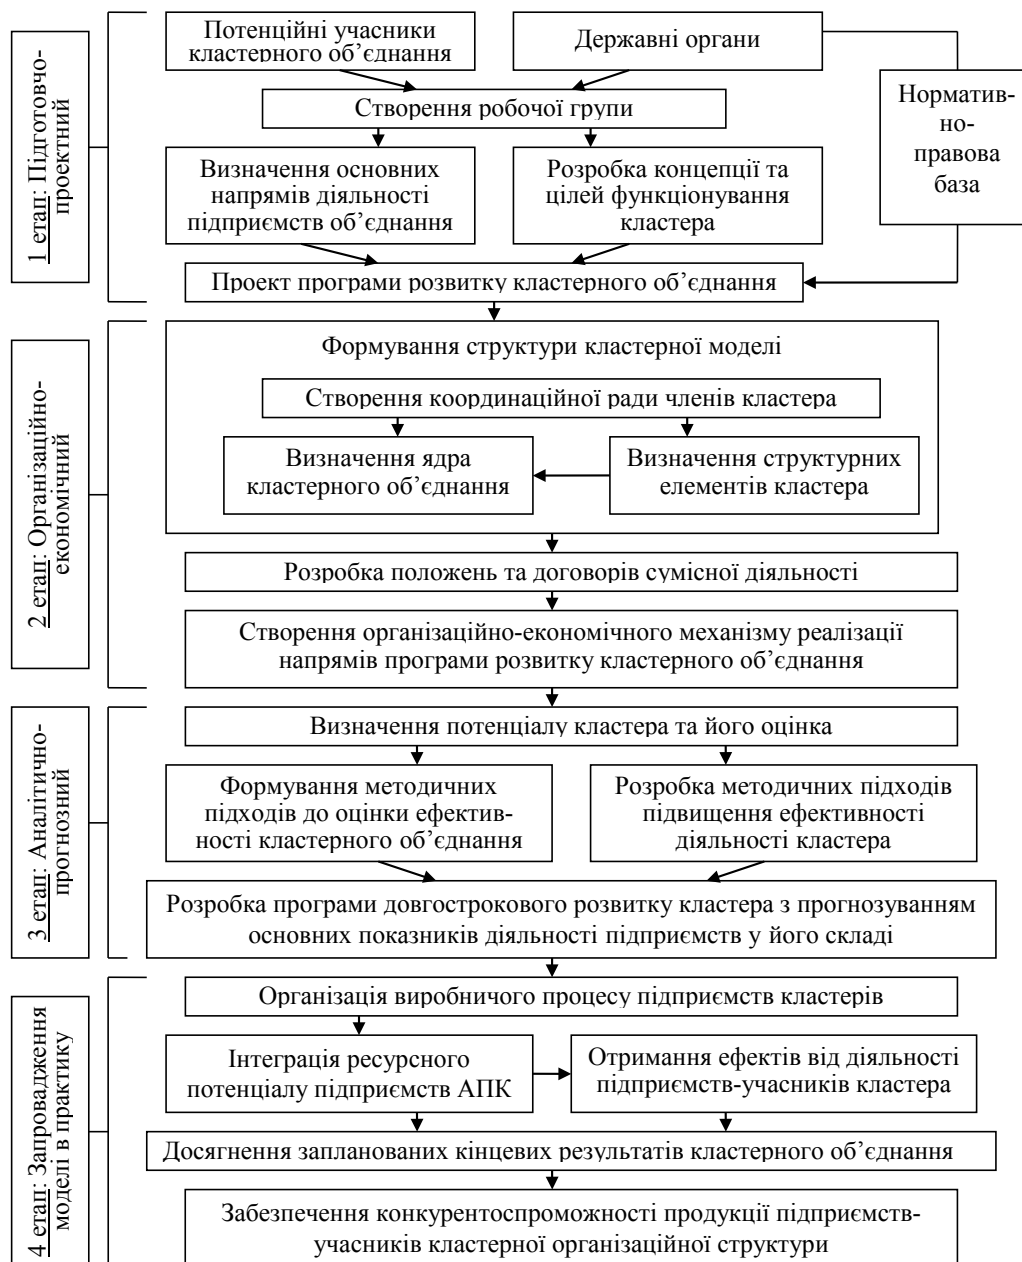 1 етап: Підготовчо-
проектний
Потенційні учасники
кластерного об’єднання
Державні органи
Норматив-
но-
правова
база
Створення робочої групи
Визначення основних
напрямів діяльності
підприємств об’єднання
Розробка концепції та
цілей функціонування
кластера
Проект програми розвитку кластерного об’єднання
2 етап: Організаційно-
економічний
Формування структури кластерної моделі
Створення координаційної ради членів кластера
Визначення ядра
кластерного об’єднання
Визначення структурних
елементів кластера
Розробка положень та договорів сумісної діяльності
Створення організаційно-економічного механізму реалізації
напрямів програми розвитку кластерного об’єднання
3 етап: Аналітично-
прогнозний
Визначення потенціалу кластера та його оцінка
Формування методичних
підходів до оцінки ефектив-
ності кластерного об’єднання
Розробка методичних підходів
підвищення ефективності
діяльності кластера
Розробка програми довгострокового розвитку кластера з прогнозуванням
основних показників діяльності підприємств у його складі
4 етап: Запровадження
моделі в практику
Організація виробничого процесу підприємств кластерів
Інтеграція ресурсного
потенціалу підприємств АПК
Отримання ефектів від діяльності
підприємств-учасників кластера
Досягнення запланованих кінцевих результатів кластерного об’єднання
Забезпечення конкурентоспроможності продукції підприємств-
учасників кластерної організаційної структури